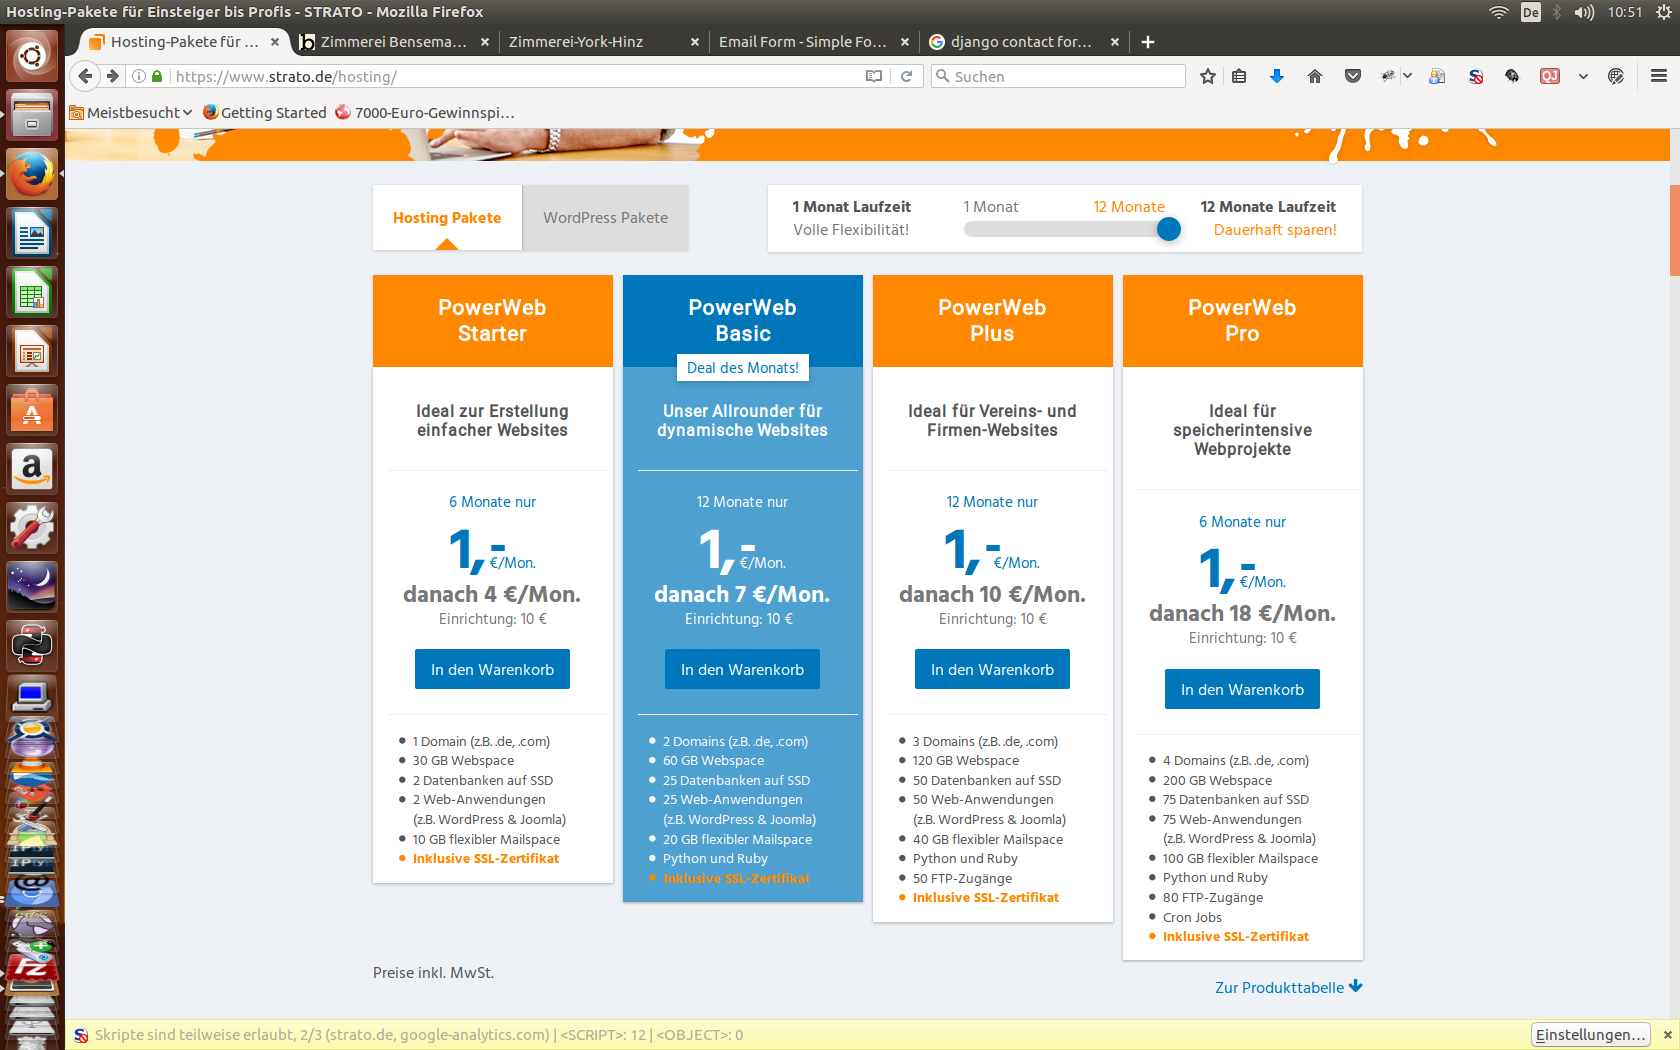 Hosting-Pakete für Einsteiger bis Profis - STRATO - Mozilla Firefox
De
10:51
Hosting-Pakete für ...
Zimmerei Bensema...
Zimmerei-York-Hinz
Email Form - Simple Fo...
django contact for...
https://www.strato.de/hosting/
Suchen
QJ
Meistbesucht
Getting Started
7000-Euro-Gewinnspi...
Hosting Pakete
WordPress Pakete
1 Monat Laufzeit
Volle Flexibilität!
1 Monat
12 Monate
12 Monate Laufzeit
Dauerhaft sparen!
PowerWeb
Starter
Ideal zur Erstellung
einfacher Websites
6 Monate nur
1,- €/Mon.
danach 4 €/Mon.
Einrichtung: 10 €
In den Warenkorb
1 Domain (z.B. .de, .com)
30 GB Webspace
2 Datenbanken auf SSD
2 Web-Anwendungen
(z.B. WordPress & Joomla)
10 GB flexibler Mailspace
Inklusive SSL-Zertifikat
PowerWeb
Basic
Deal des Monats!
Unser Allrounder für
dynamische Websites
12 Monate nur
1,- €/Mon.
danach 7 €/Mon.
Einrichtung: 10 €
In den Warenkorb
2 Domains (z.B. .de, .com)
60 GB Webspace
25 Datenbanken auf SSD
25 Web-Anwendungen
(z.B. WordPress & Joomla)
20 GB flexibler Mailspace
Python und Ruby
Inklusive SSL-Zertifikat
PowerWeb
Plus
Ideal für Vereins- und
Firmen-Websites
12 Monate nur
1,- €/Mon.
danach 10 €/Mon.
Einrichtung: 10 €
In den Warenkorb
3 Domains (z.B. .de, .com)
120 GB Webspace
50 Datenbanken auf SSD
50 Web-Anwendungen
(z.B. WordPress & Joomla)
40 GB flexibler Mailspace
Python und Ruby
50 FTP-Zugänge
Inklusive SSL-Zertifikat
PowerWeb
Pro
Ideal für
speicherintensive
Webprojekte
6 Monate nur
1,- €/Mon.
danach 18 €/Mon.
Einrichtung: 10 €
In den Warenkorb
4 Domains (z.B. .de, .com)
200 GB Webspace
75 Datenbanken auf SSD
75 Web-Anwendungen
(z.B. WordPress & Joomla)
100 GB flexibler Mailspace
Python und Ruby
80 FTP-Zugänge
Cron Jobs
Inklusive SSL-Zertifikat
Preise inkl. MwSt.
Zur Produkttabelle
Skripte sind teilweise erlaubt, 2/3 (strato.de, google-analytics.com) | <SCRIPT>: 12 | <OBJECT>: 0
Einstellungen...